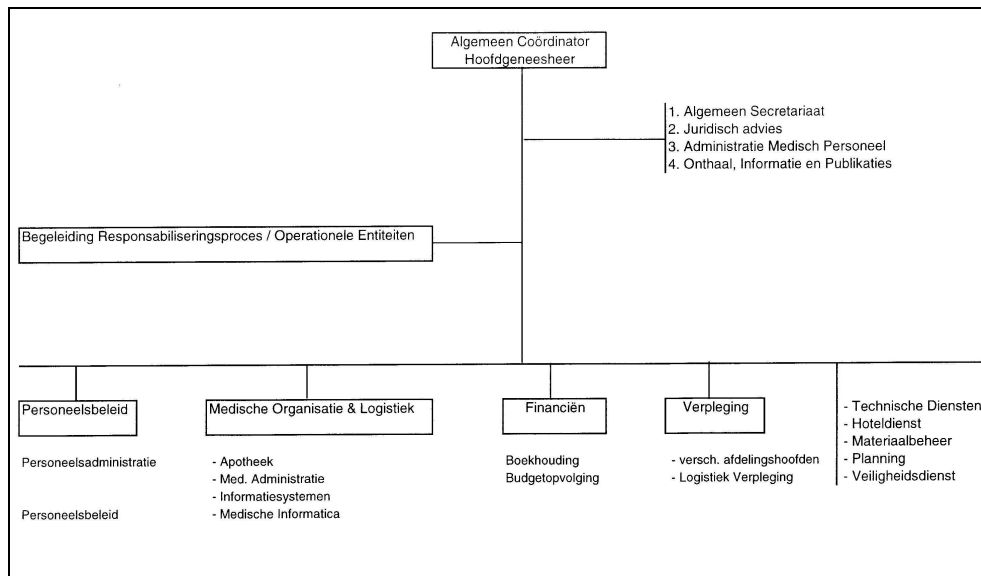 Algemeen Coördinator
Hoofdgeneesheer
1. Algemeen Secretariaat
2. Juridisch advies
3. Administratie Medisch Personeel
4. Onthaal, Informatie en Publikaties
Begeleiding Responsabiliseringsproces / Operationele Entiteiten
Personeelsbeleid
Personeelsadministratie
Personeelsbeleid
Medische Organisatie & Logistiek
- Apotheek
- Med. Administratie
- Informatiesystemen
- Medische Informatica
Financiën
Boekhouding
Budgetopvolging
Verpleging
- versch. afdelingshoofden
- Logistiek Verpleging
- Technische Diensten
- Hoteldienst
- Materiaalbeheer
- Planning
- Veiligheidsdienst